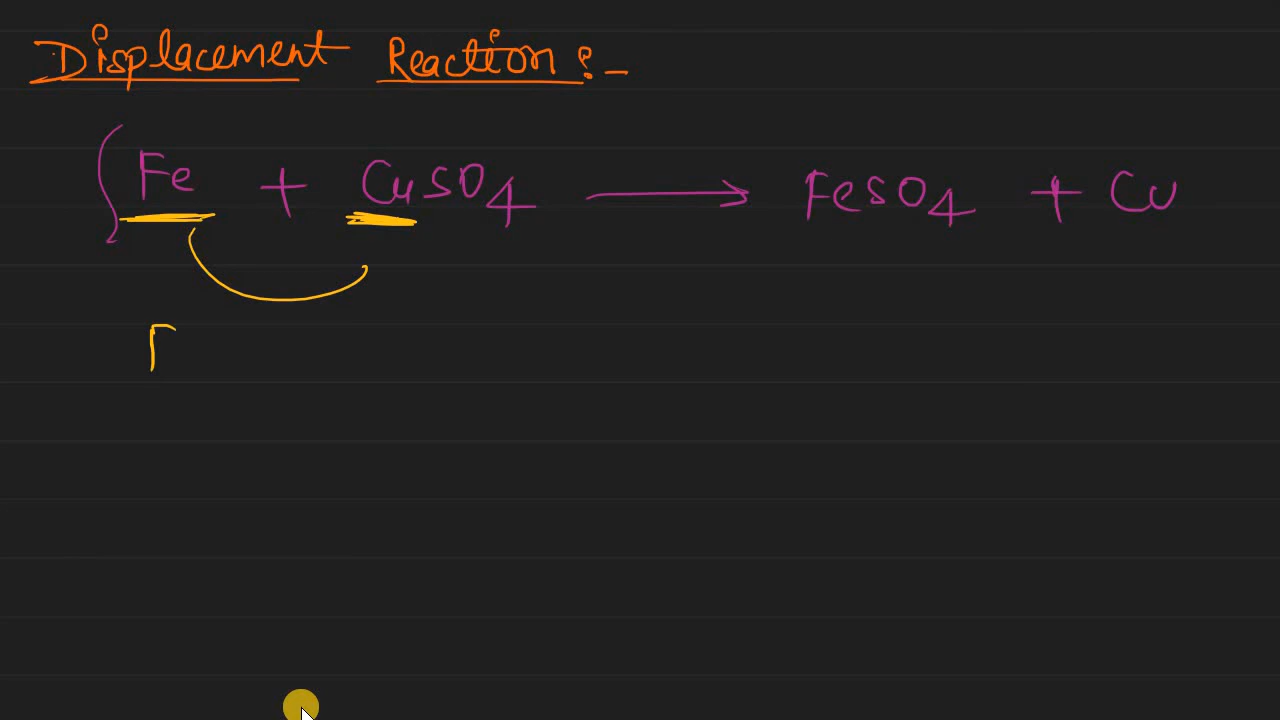 Displacement Reaction :-
Fe + CuSO4 → FeSO4 + Cu